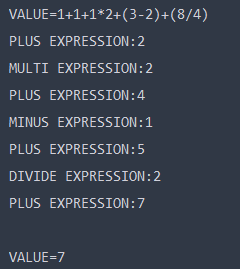 VALUE=1+1+1*2+(3-2)+(8/4)
PLUS EXPRESSION:2
MULTI EXPRESSION:2
PLUS EXPRESSION:4
MINUS EXPRESSION:1
PLUS EXPRESSION:5
DIVIDE EXPRESSION:2
PLUS EXPRESSION:7
VALUE=7